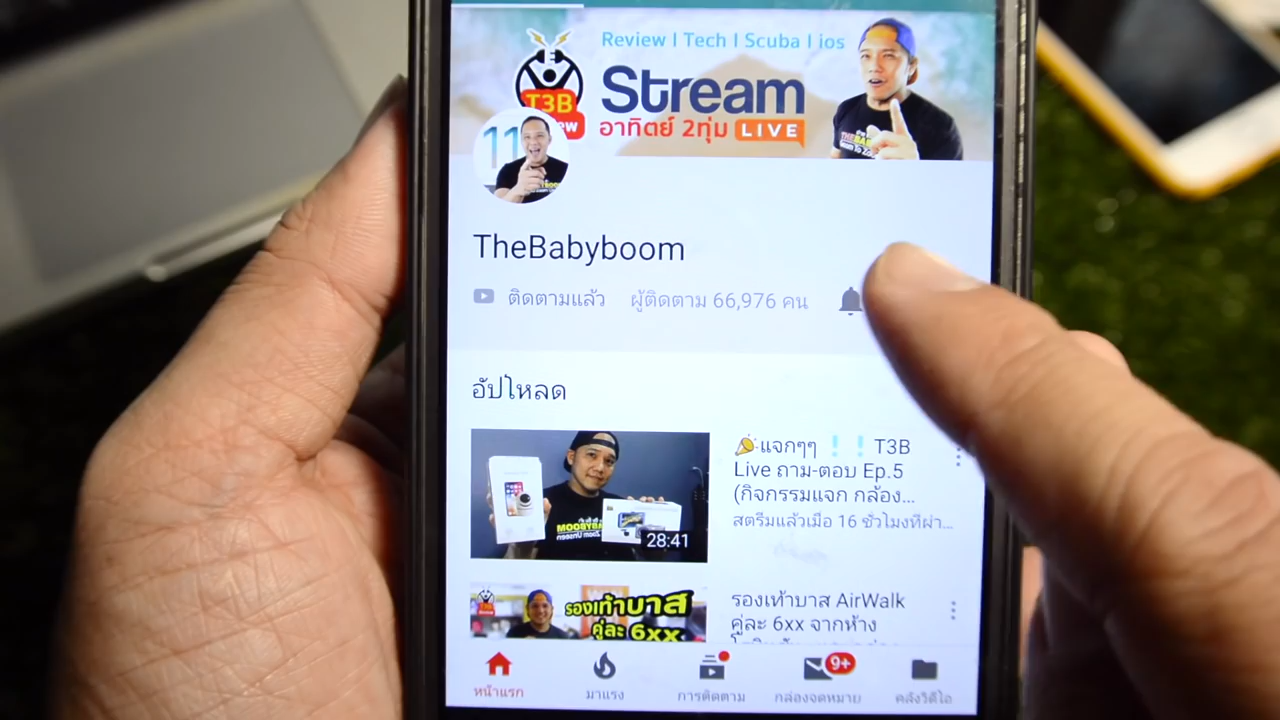 Review I Tech I Scuba I ios
T3B
Stream
อาทิตย์ 2ทุ่ม LIVE
11
TheBabyboom
ติดตามแล้ว ผู้ติดตาม 66,976 คน
อัปโหลด
แจกๆๆ ❕❕ T3B
Live ถาม-ตอบ Ep.5
(กิจกรรมแจก กล้อง...
สตรีมแล้วเมื่อ 16 ชั่วโมงที่ผ่า...
28:41
รองเท้าบาส
คู่ละ 6xx
รองเท้าบาส AirWalk
คู่ละ 6xx จากห้าง
หน้าแรก
มาแรง
การติดตาม
9+
กล่องจดหมาย
คลังวิดีโอ